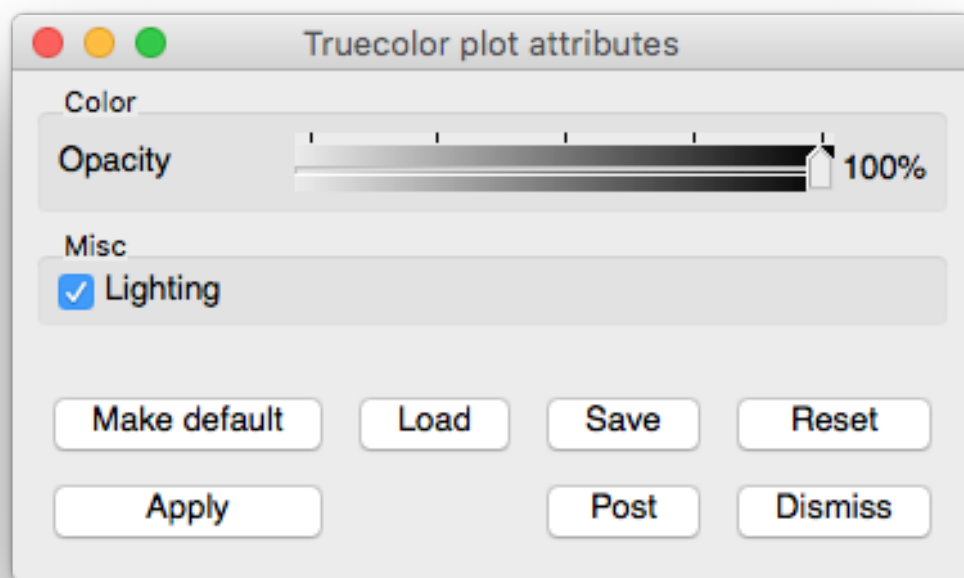 Truecolor plot attributes
Color
Opacity 100%
Misc
Lighting
Make default Load Save Reset
Apply Post Dismiss